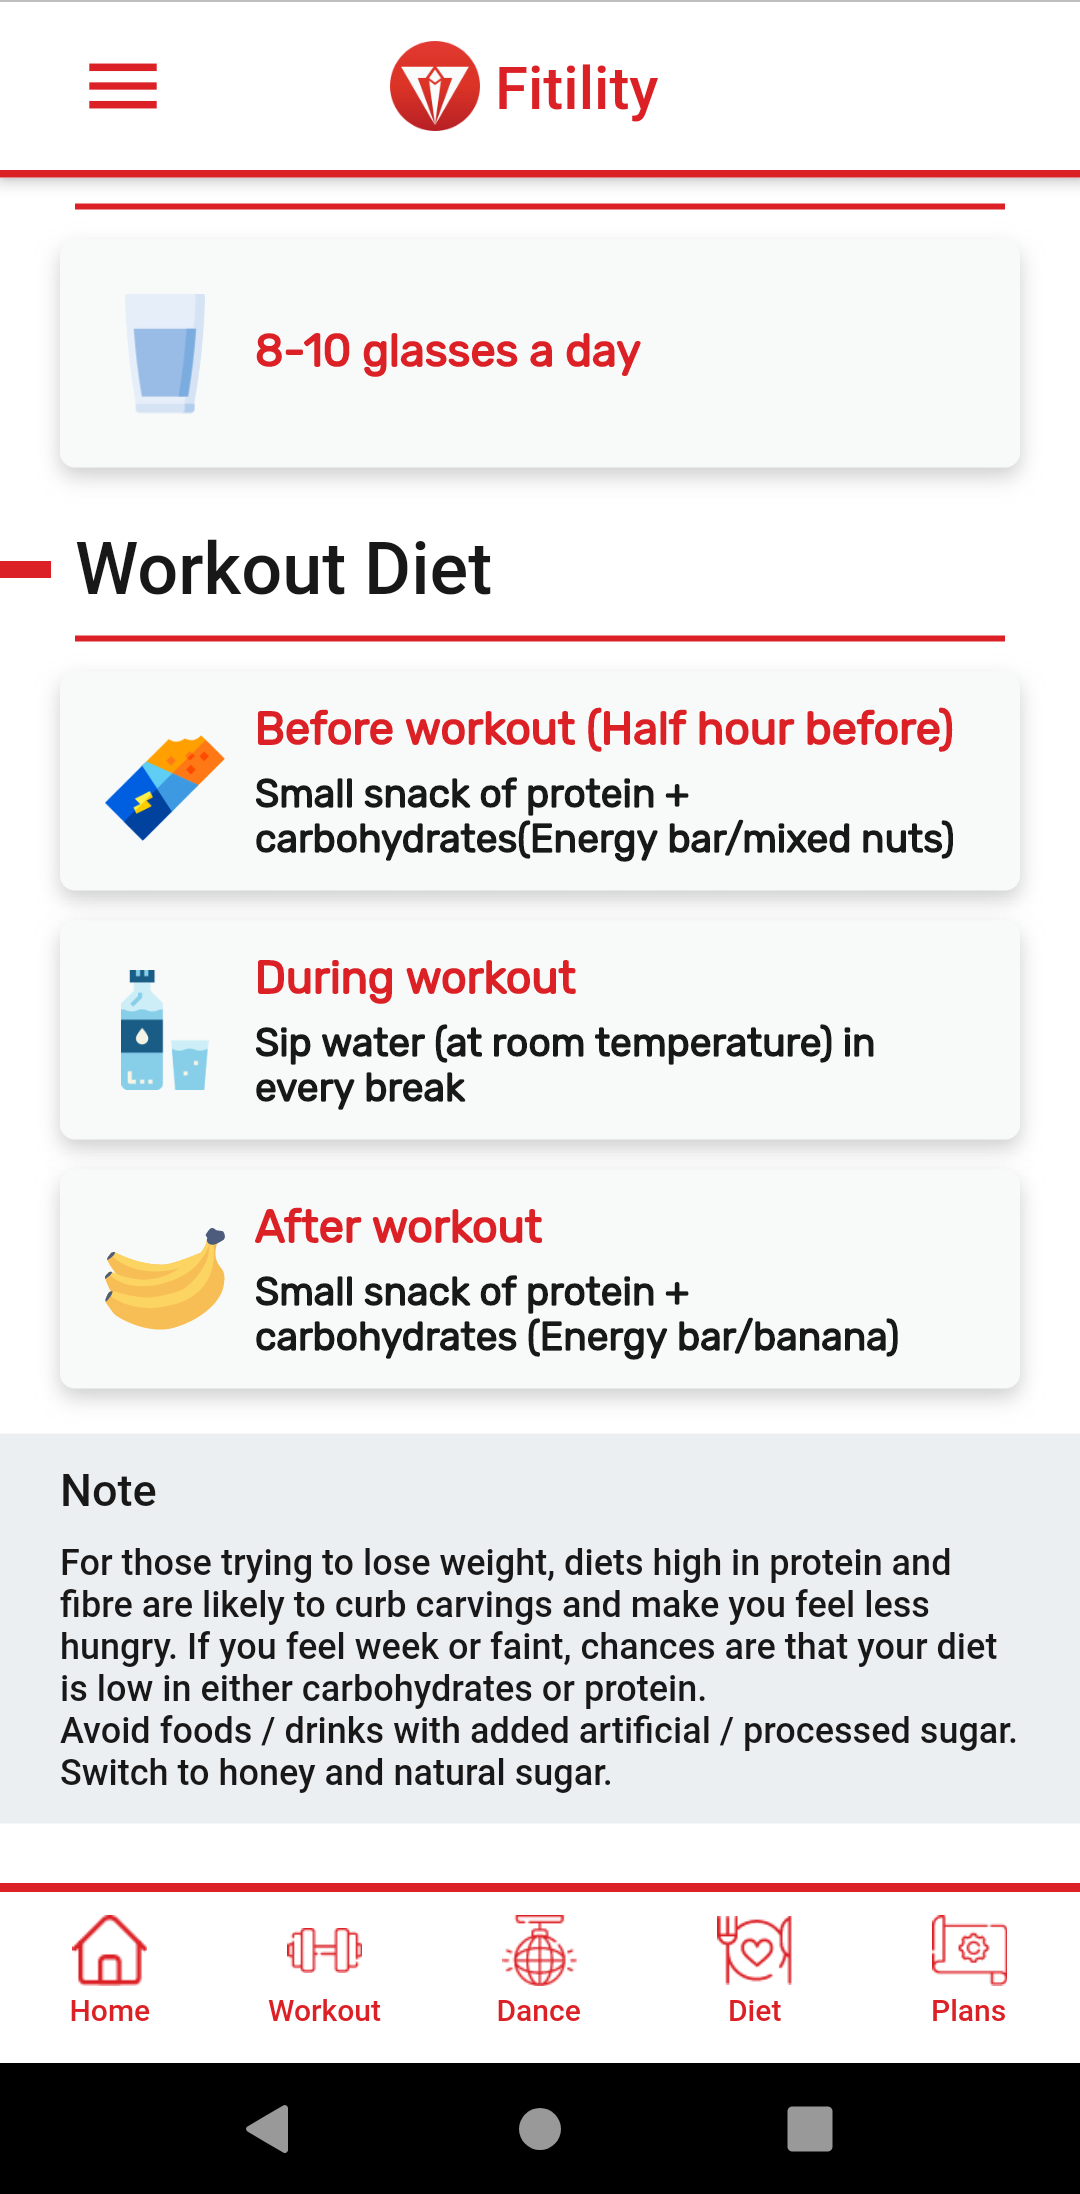 Fitility
8-10 glasses a day
Workout Diet
Before workout (Half hour before)
Small snack of protein +
carbohydrates(Energy bar/mixed nuts)
During workout
Sip water (at room temperature) in
every break
After workout
Small snack of protein +
carbohydrates (Energy bar/banana)
Note
For those trying to lose weight, diets high in protein and
fibre are likely to curb carvings and make you feel less
hungry. If you feel week or faint, chances are that your diet
is low in either carbohydrates or protein.
Avoid foods / drinks with added artificial / processed sugar.
Switch to honey and natural sugar.
Home
Workout
Dance
Diet
Plans